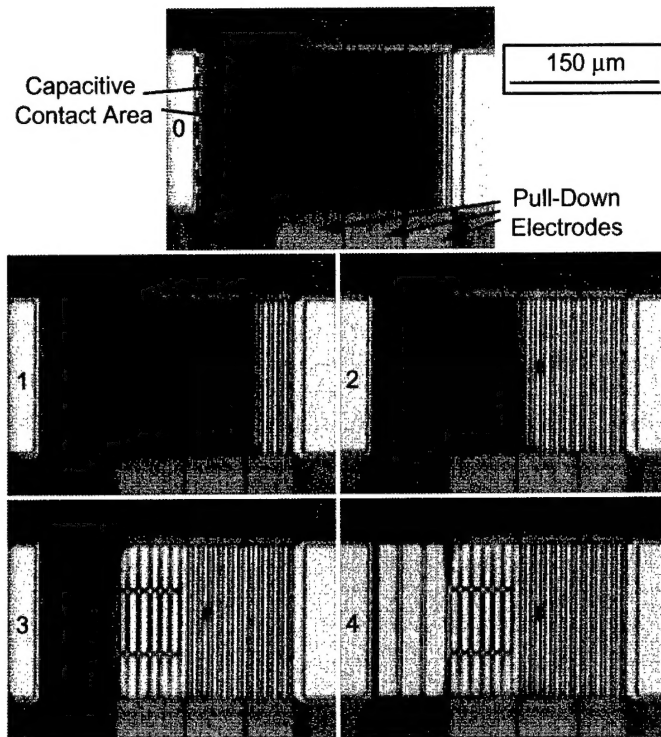 150 μm
Capacitive
Contact Area
0
Pull-Down
Electrodes
1
2
3
4